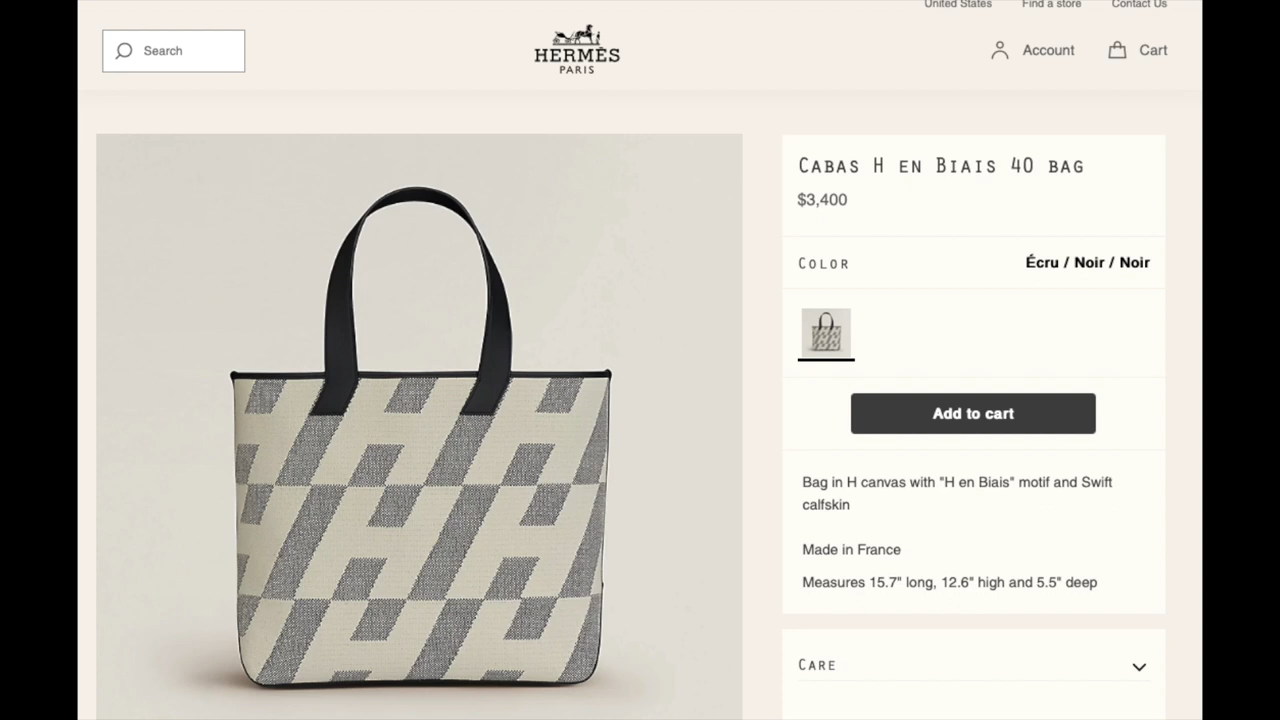 United States Find a store Contact Us
Search
HERMÈS
PARIS
Account
Cart
Cabas H en Biais 40 bag
$3,400
Color
Écru / Noir / Noir
Add to cart
Bag in H canvas with "H en Biais" motif and Swift
calfskin
Made in France
Measures 15.7" long, 12.6" high and 5.5" deep
Care